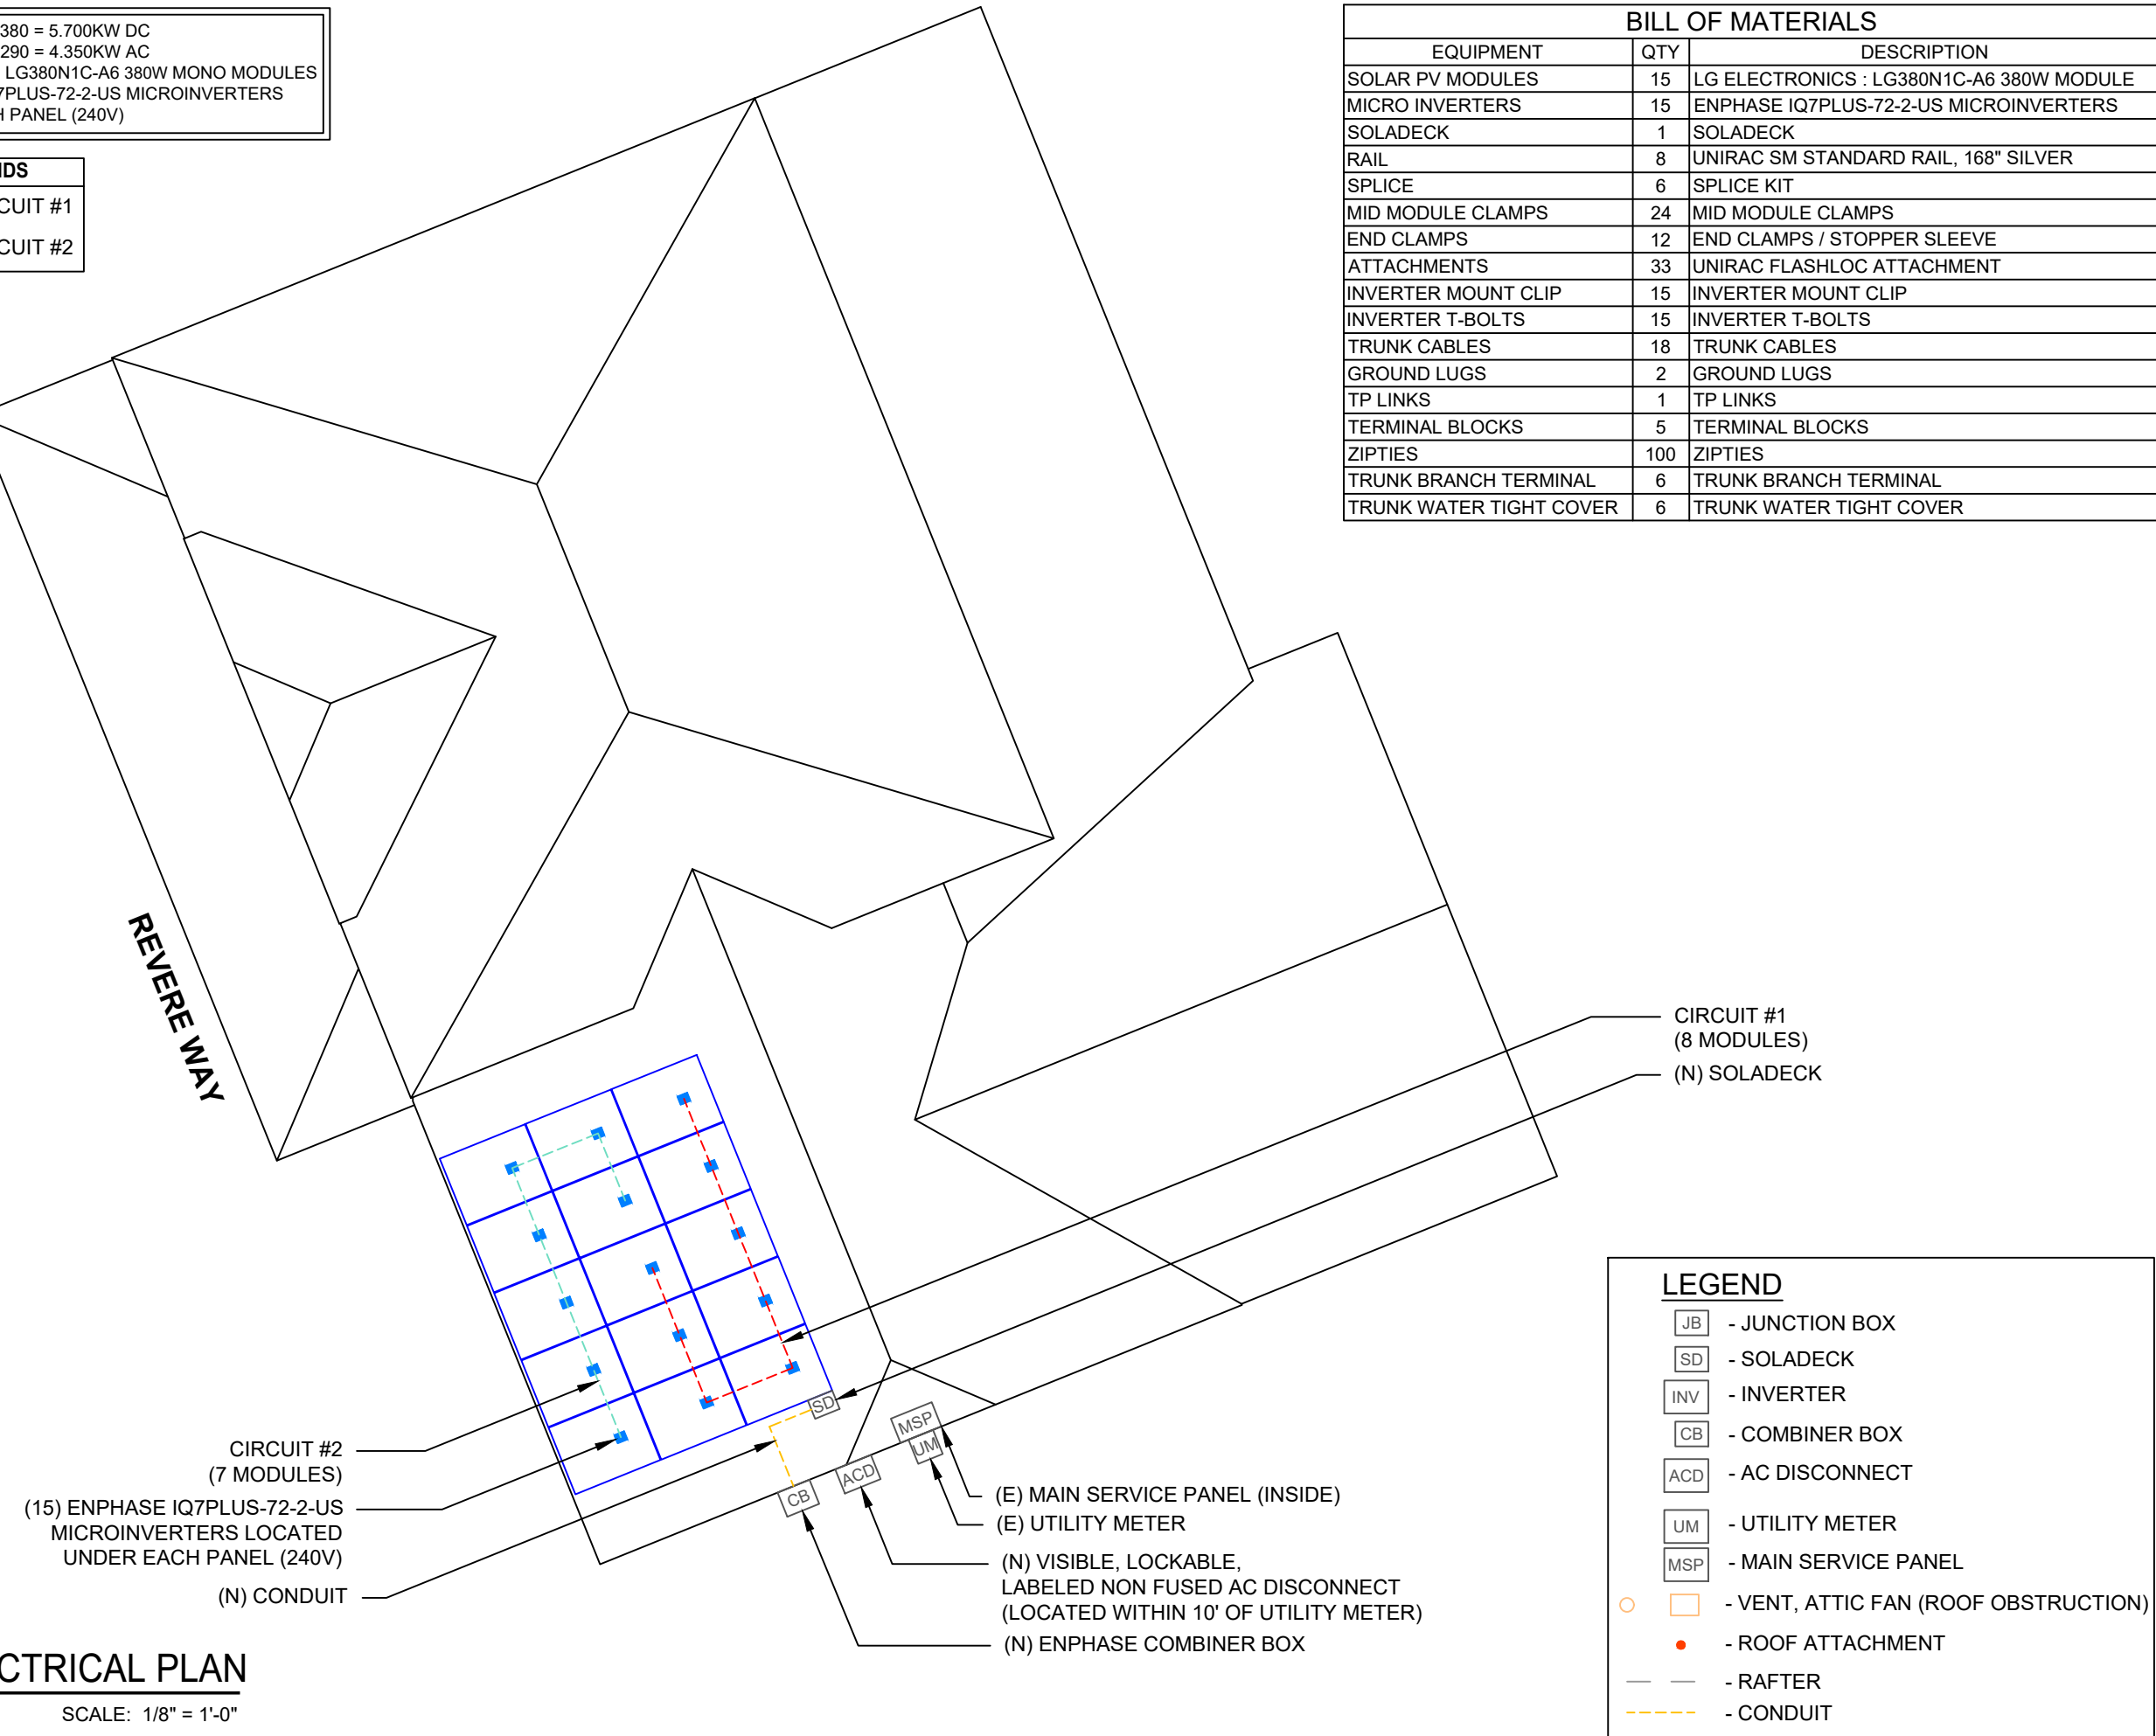 380 = 5.700KW DC
290 = 4.350KW AC
LG380N1C-A6 380W MONO MODULES
7PLUS-72-2-US MICROINVERTERS
H PANEL (240V)
NDS
CUIT #1
CUIT #2
BILL OF MATERIALS
EQUIPMENT QTY DESCRIPTION
SOLAR PV MODULES 15 LG ELECTRONICS : LG380N1C-A6 380W MODULE
MICRO INVERTERS 15 ENPHASE IQ7PLUS-72-2-US MICROINVERTERS
SOLADECK 1 SOLADECK
RAIL 8 UNIRAC SM STANDARD RAIL, 168" SILVER
SPLICE 6 SPLICE KIT
MID MODULE CLAMPS 24 MID MODULE CLAMPS
END CLAMPS 12 END CLAMPS / STOPPER SLEEVE
ATTACHMENTS 33 UNIRAC FLASHLOC ATTACHMENT
INVERTER MOUNT CLIP 15 INVERTER MOUNT CLIP
INVERTER T-BOLTS 15 INVERTER T-BOLTS
TRUNK CABLES 18 TRUNK CABLES
GROUND LUGS 2 GROUND LUGS
TP LINKS 1 TP LINKS
TERMINAL BLOCKS 5 TERMINAL BLOCKS
ZIPTIES 100 ZIPTIES
TRUNK BRANCH TERMINAL 6 TRUNK BRANCH TERMINAL
TRUNK WATER TIGHT COVER 6 TRUNK WATER TIGHT COVER
REVERE WAY
CIRCUIT #1
(8 MODULES)
(N) SOLADECK
SD
MSP
UM
ACD
CB
CIRCUIT #2
(7 MODULES)
(15) ENPHASE IQ7PLUS-72-2-US
MICROINVERTERS LOCATED
UNDER EACH PANEL (240V)
(N) CONDUIT
(E) MAIN SERVICE PANEL (INSIDE)
(E) UTILITY METER
(N) VISIBLE, LOCKABLE,
LABELED NON FUSED AC DISCONNECT
(LOCATED WITHIN 10' OF UTILITY METER)
(N) ENPHASE COMBINER BOX
LEGEND
JB - JUNCTION BOX
SD - SOLADECK
INV - INVERTER
CB - COMBINER BOX
ACD - AC DISCONNECT
UM - UTILITY METER
MSP - MAIN SERVICE PANEL
- VENT, ATTIC FAN (ROOF OBSTRUCTION)
- ROOF ATTACHMENT
- RAFTER
- CONDUIT
CTRICAL PLAN
SCALE: 1/8" = 1'-0"